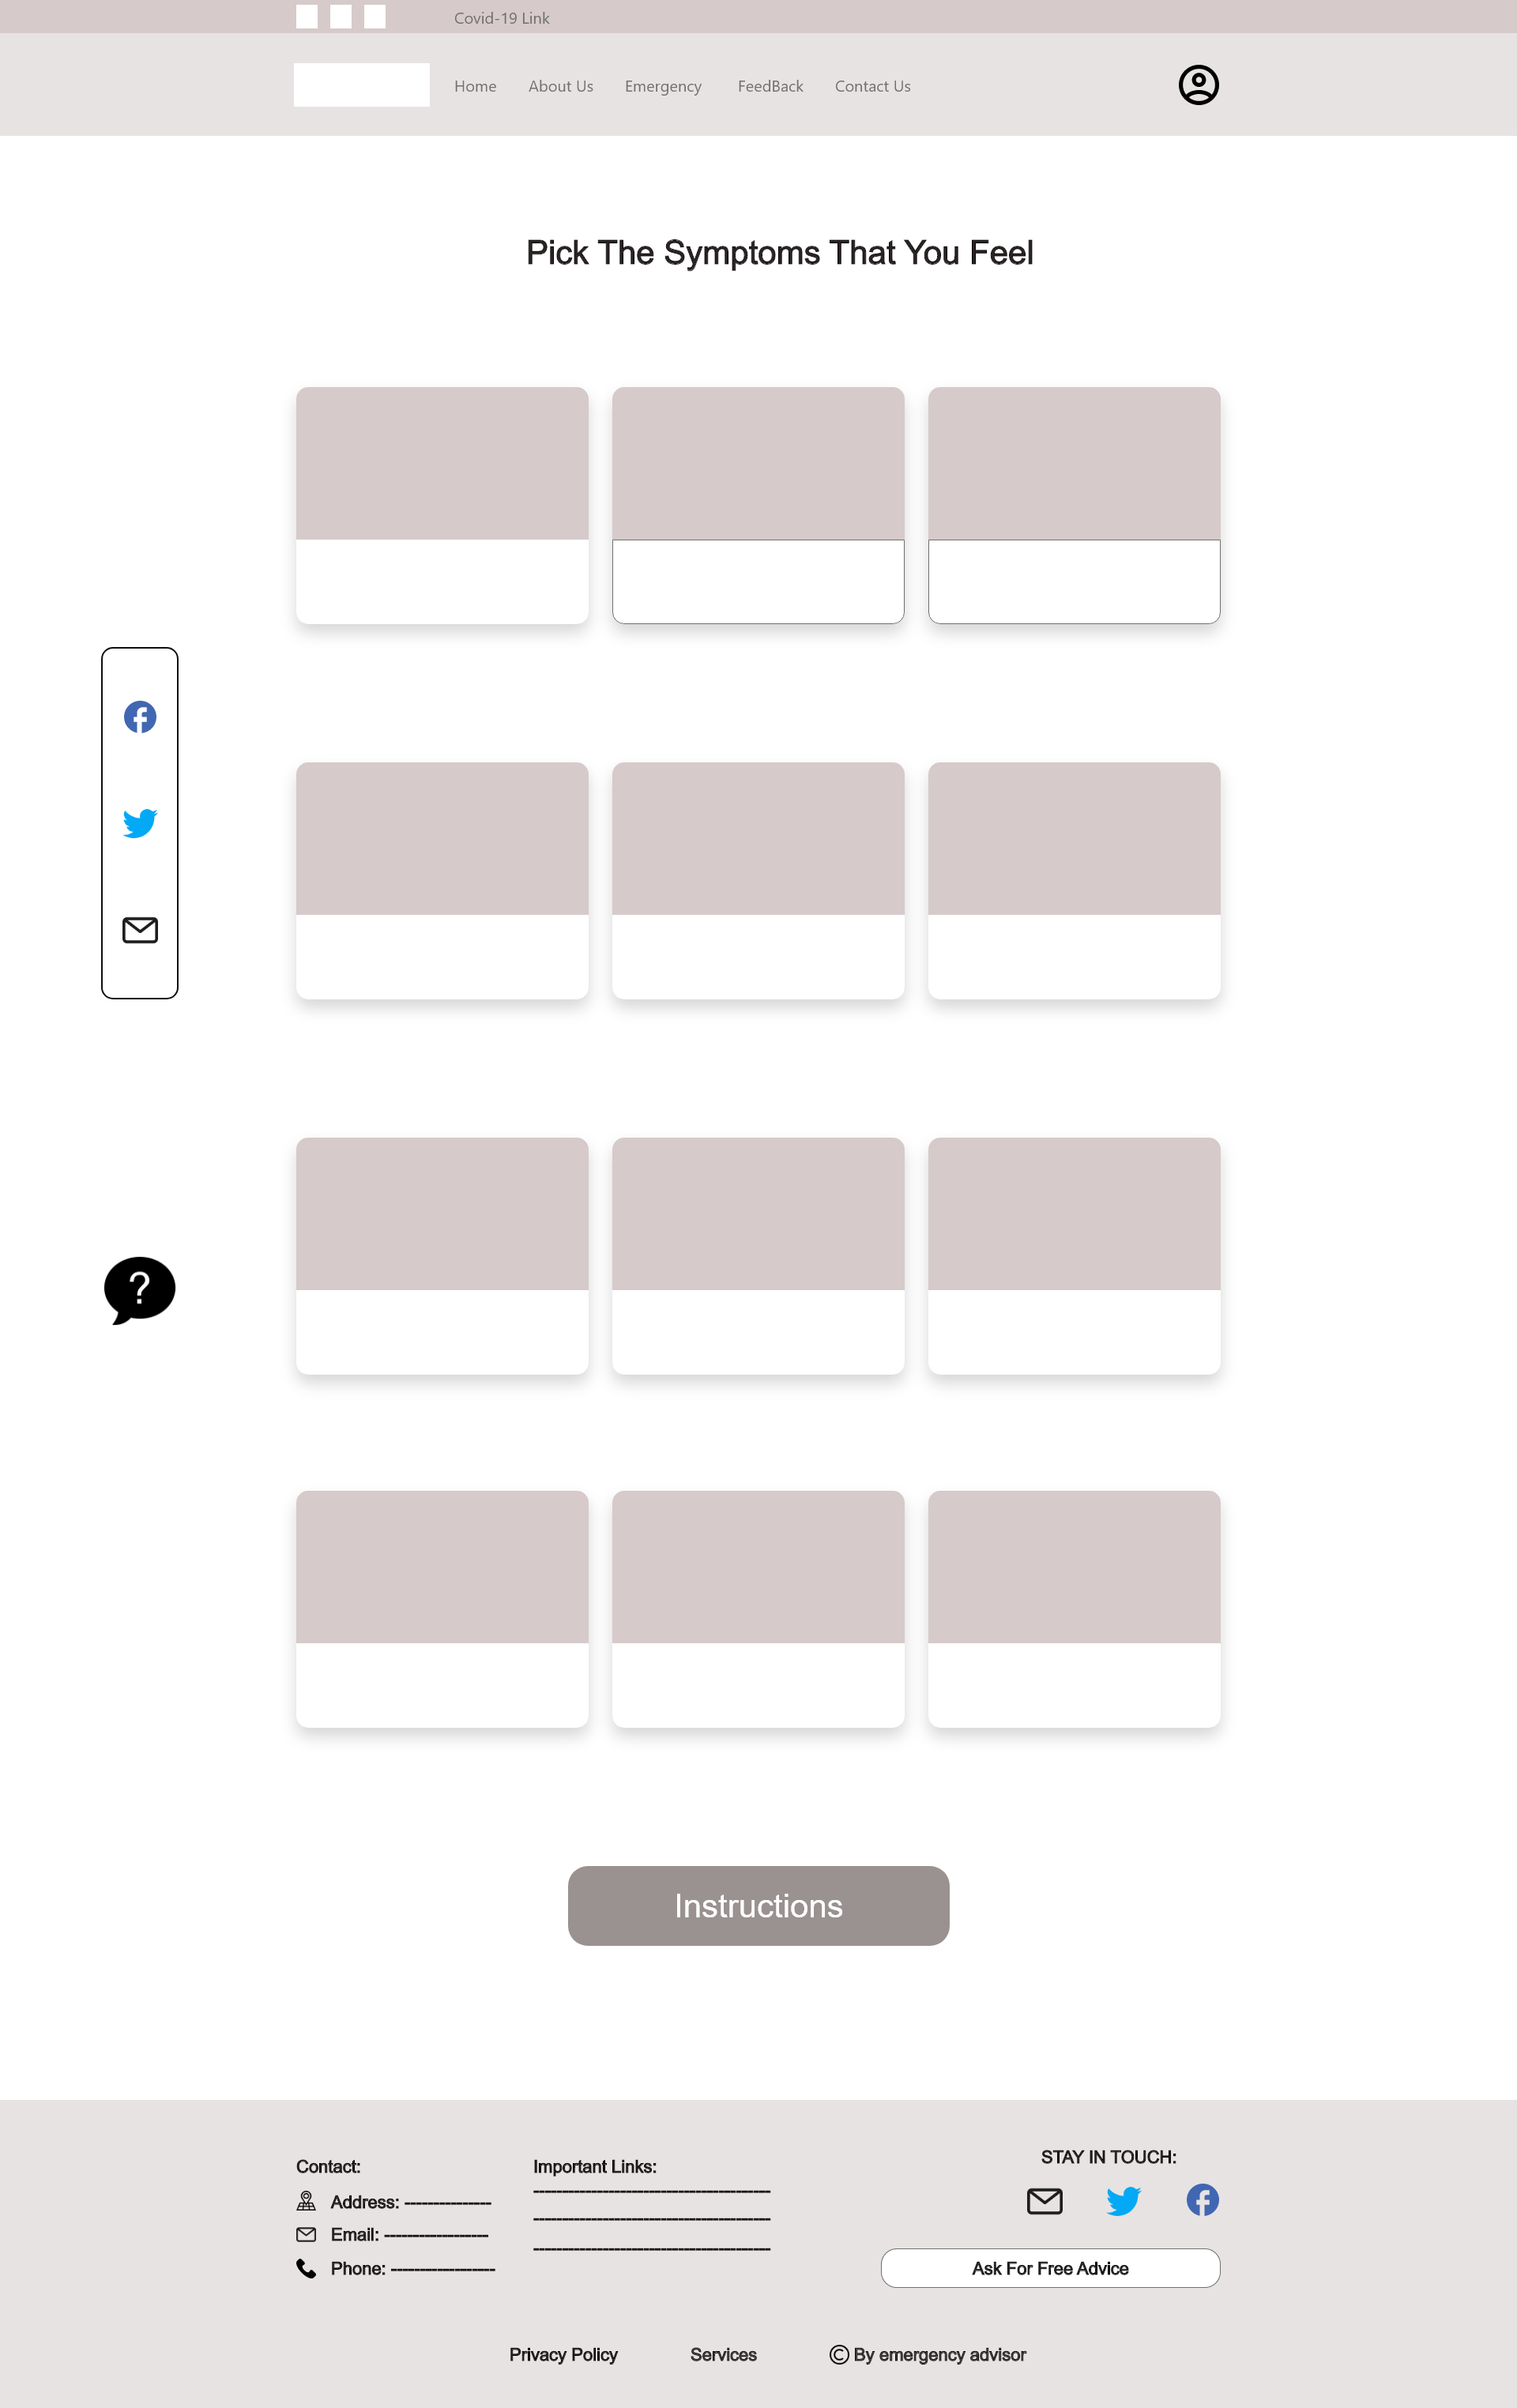 Covid-19 Link
Home About Us Emergency FeedBack Contact Us
Pick The Symptoms That You Feel
?
Instructions
Contact:
Address: ---------------
Email: ------------------
Phone: ------------------
Important Links:
-----------------------------------------
-----------------------------------------
-----------------------------------------
STAY IN TOUCH:
Ask For Free Advice
Privacy Policy Services © By emergency advisor